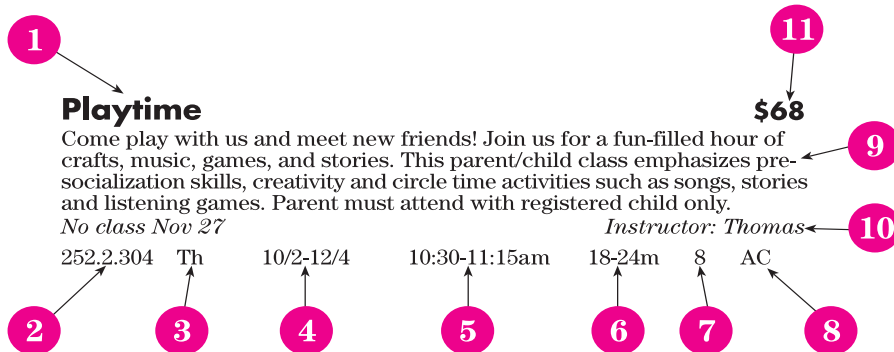 1
11
Playtime $68
Come play with us and meet new friends! Join us for a fun-filled hour of
crafts, music, games, and stories. This parent/child class emphasizes pre-
9
socialization skills, creativity and circle time activities such as songs, stories
and listening games. Parent must attend with registered child only.
No class Nov 27 Instructor: Thomas
10
252.2.304 Th 10/2-12/4 10:30-11:15am 18-24m 8 AC
2 3 4 5 6 7 8